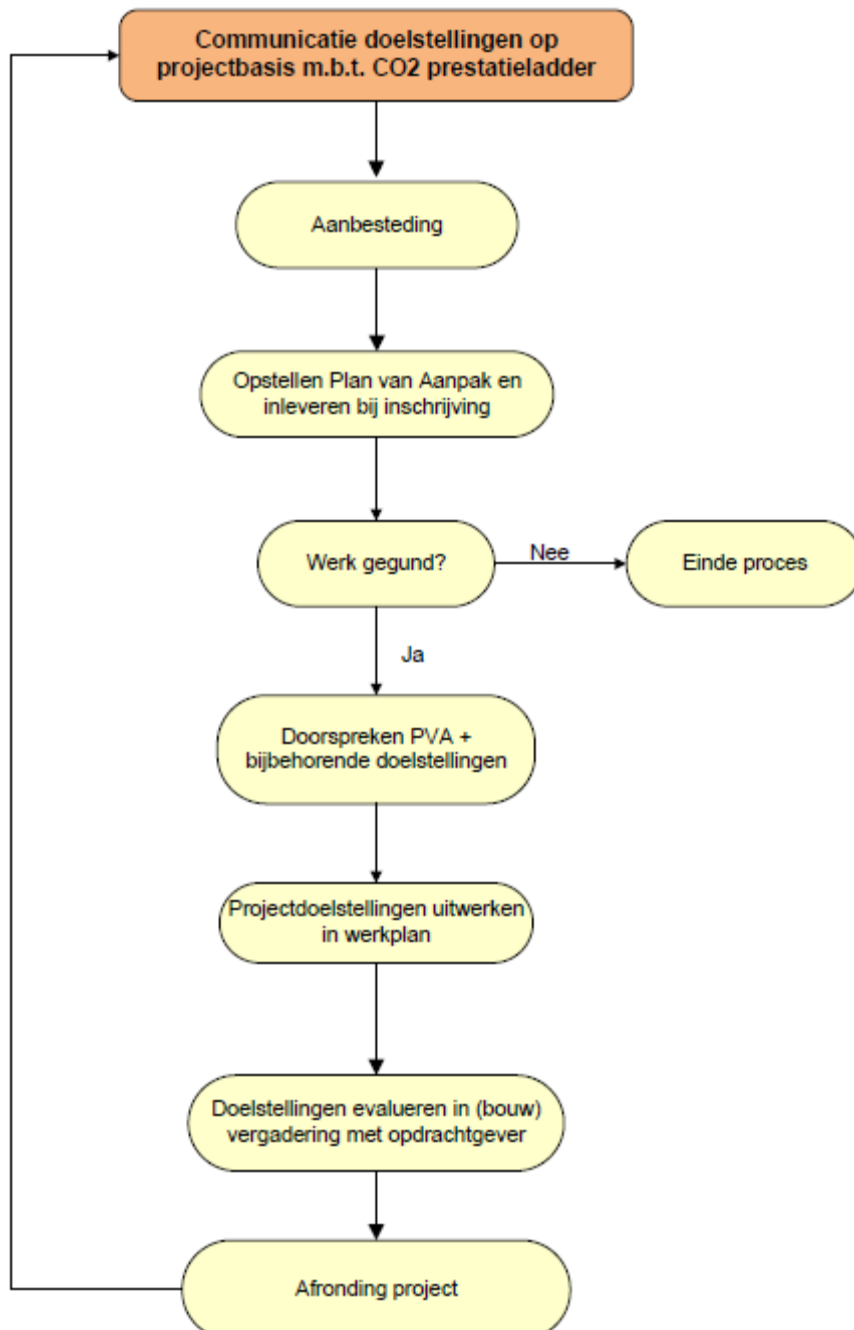 Communicatie doelstellingen op
projectbasis m.b.t. CO2 prestatieladder
Aanbesteding
Opstellen Plan van Aanpak en
inleveren bij inschrijving
Werk gegund?
Nee
Einde proces
Ja
Doorspreken PVA +
bijbehorende doelstellingen
Projectdoelstellingen uitwerken
in werkplan
Doelstellingen evalueren in (bouw)
vergadering met opdrachtgever
Afronding project